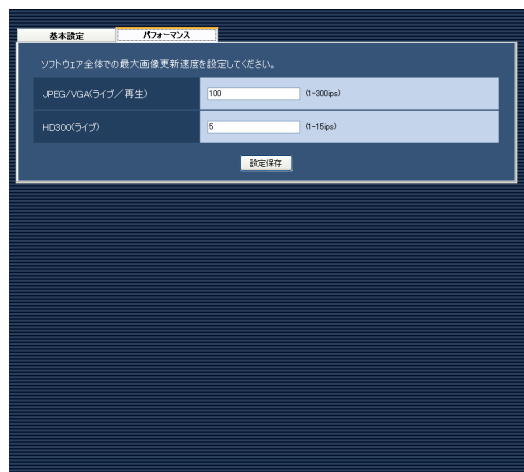 基本設定 パフォーマンス
ソフトウェア全体での最大画像更新速度を設定してください。
JPEG/VGA(ライブ/再生) 100 (1-300ips)
HD300(ライブ) 5 (1-15ips)
設定保存